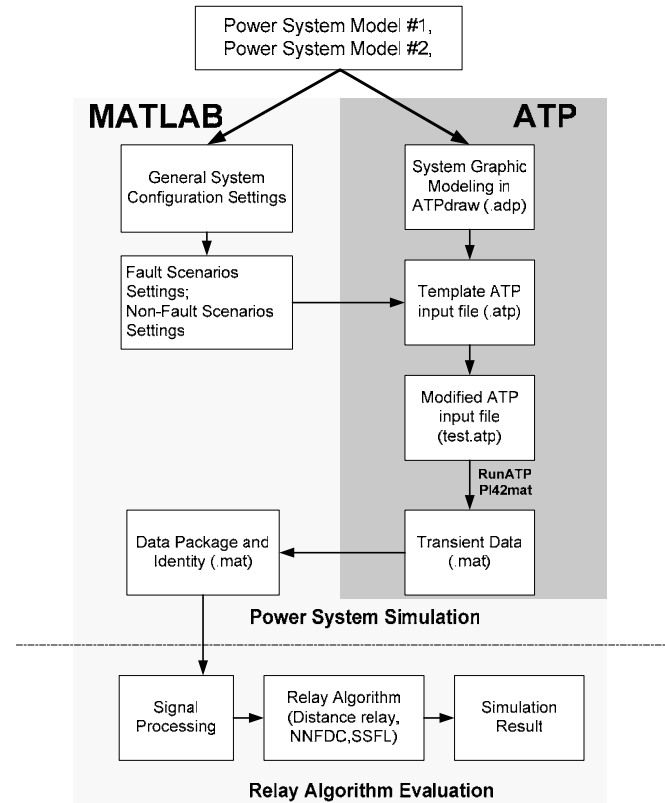 Power System Model #1,
Power System Model #2,
MATLAB
ATP
General System
Configuration Settings
System Graphic
Modeling in
ATPdraw (.adp)
Fault Scenarios
Settings;
Non-Fault Scenarios
Settings
Template ATP
input file (.atp)
Modified ATP
input file
(test.atp)
RunATP
Pl42mat
Data Package and
Identity (.mat)
Transient Data
(.mat)
Power System Simulation
Signal
Processing
Relay Algorithm
(Distance relay,
NNFDC,SSFL)
Simulation
Result
Relay Algorithm Evaluation